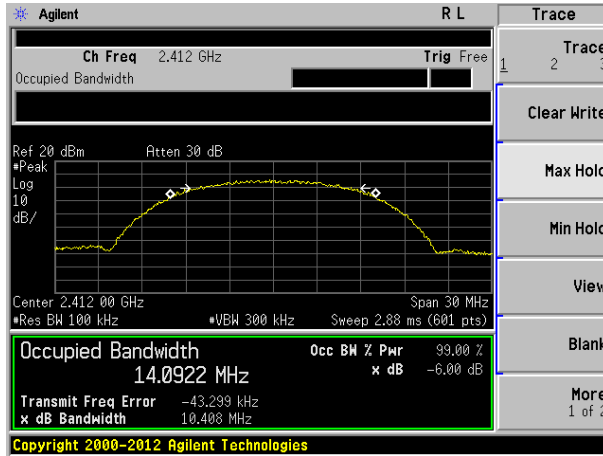 Agilent R L Trace
Ch Freq 2.412 GHz Trig Free
Occupied Bandwidth
Trace
1 2 3
Clear Write
Max Hold
Min Hold
View
Blank
More
1 of 2
Ref 20 dBm Atten 30 dB
#Peak
Log
10
dB/
Center 2.412 00 GHz Span 30 MHz
#Res BW 100 kHz #VBW 300 kHz Sweep 2.88 ms (601 pts)
Occupied Bandwidth Occ BW % Pwr 99.00 %
14.0922 MHz x dB -6.00 dB
Transmit Freq Error -43.299 kHz
x dB Bandwidth 10.408 MHz
Copyright 2000-2012 Agilent Technologies